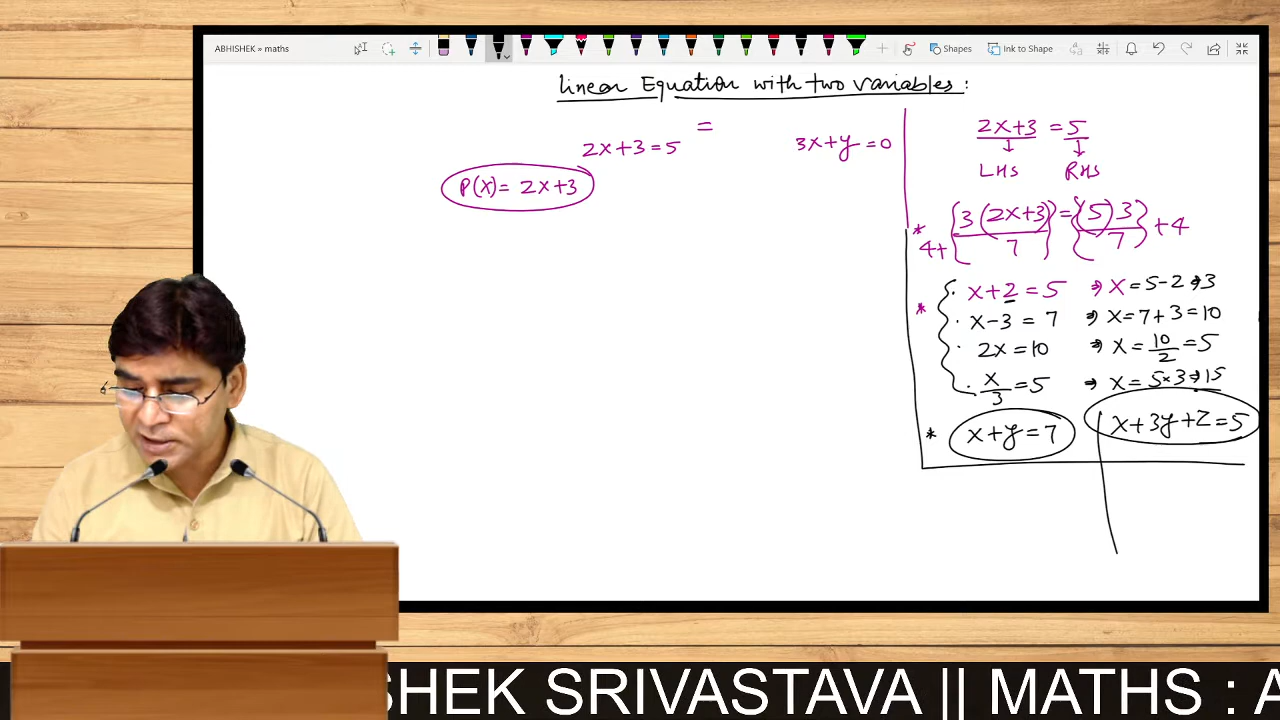 ABHISHEK » maths
Shapes
Ink to Shape
linear Equation with two variables :
=
2x+3=5
3x+y=0
P(x)= 2x+3
2x+3 = 5
LHS RHS
* 4+{3(2x+3)/7}={(5)3/7}+4
* x+2=5 ⇒ x=5-2⇒3
· x-3 = 7 ⇒ x=7+3=10
· 2x=10 ⇒ x=10/2=5
· x/3=5 ⇒ x=5×3⇒15
* x+y=7 x+3y+z=5
SHEK SRIVASTAVA || MATHS : A